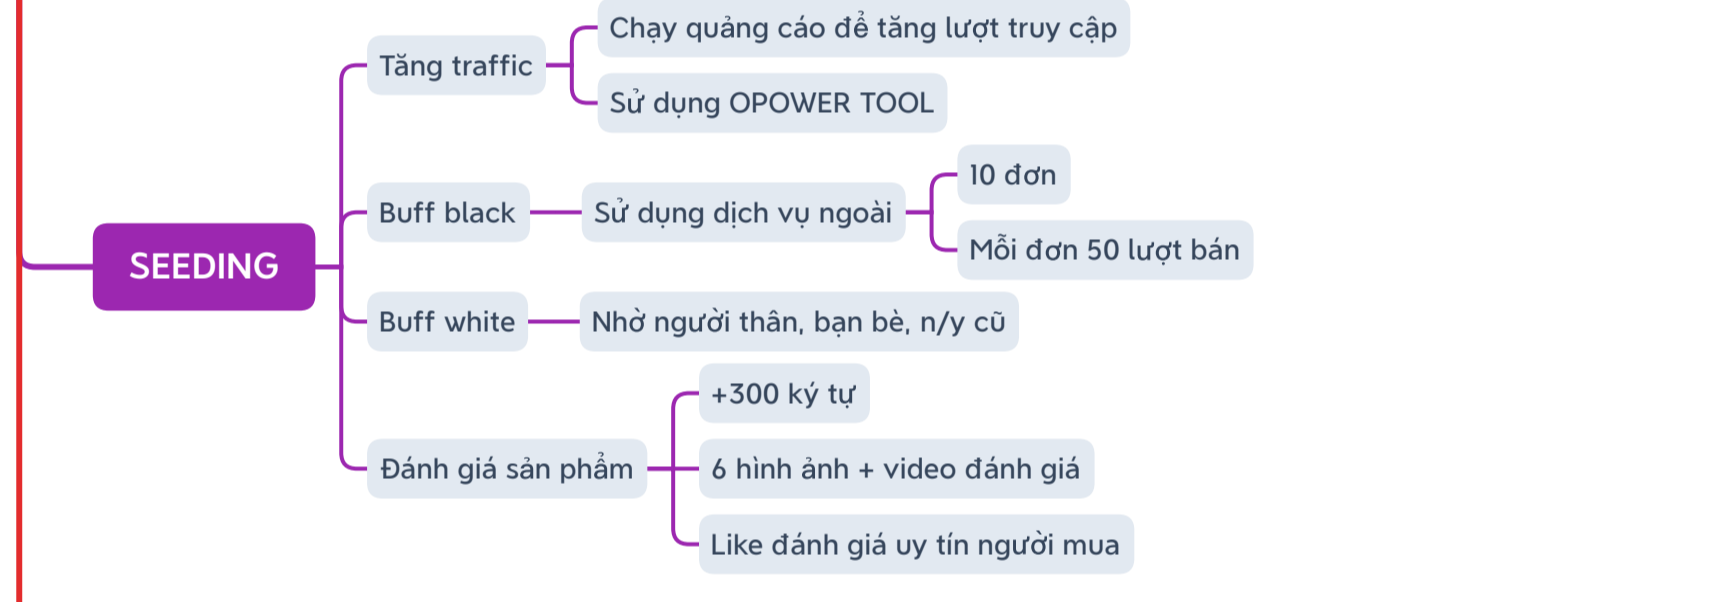 SEEDING
Tăng traffic
Chạy quảng cáo để tăng lượt truy cập
Sử dụng OPOWER TOOL
Buff black
Sử dụng dịch vụ ngoài
10 đơn
Mỗi đơn 50 lượt bán
Buff white
Nhờ người thân, bạn bè, n/y cũ
Đánh giá sản phẩm
+300 ký tự
6 hình ảnh + video đánh giá
Like đánh giá uy tín người mua